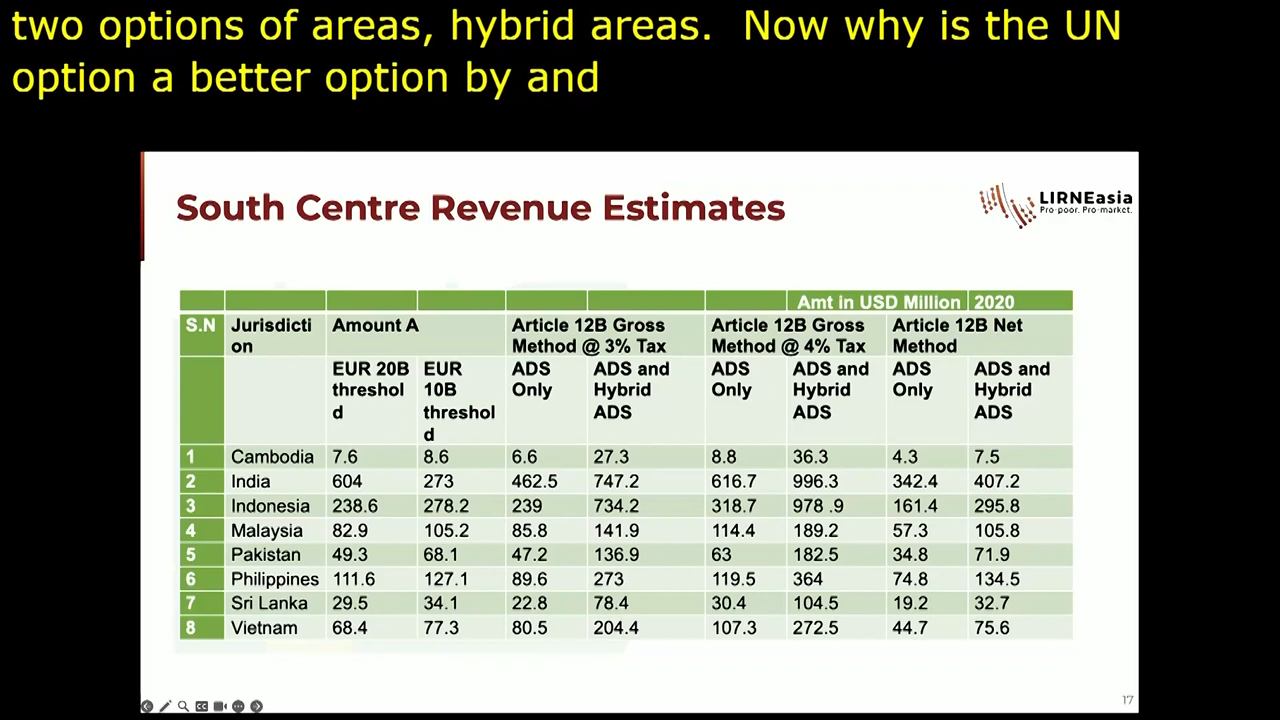 two options of areas, hybrid areas.  Now why is the UN
option a better option by and
South Centre Revenue Estimates
LIRNEasia
Pro-poor. Pro-market.
Amt in USD Million 2020
S.N Jurisdicti Amount A Article 12B Gross Article 12B Gross Article 12B Net
on Method @ 3% Tax Method @ 4% Tax Method
EUR 20B EUR ADS ADS and ADS ADS and ADS ADS and
threshol 10B Only Hybrid Only Hybrid Only Hybrid
d threshol ADS ADS ADS
d
1 Cambodia 7.6 8.6 6.6 27.3 8.8 36.3 4.3 7.5
2 India 604 273 462.5 747.2 616.7 996.3 342.4 407.2
3 Indonesia 238.6 278.2 239 734.2 318.7 978 .9 161.4 295.8
4 Malaysia 82.9 105.2 85.8 141.9 114.4 189.2 57.3 105.8
5 Pakistan 49.3 68.1 47.2 136.9 63 182.5 34.8 71.9
6 Philippines 111.6 127.1 89.6 273 119.5 364 74.8 134.5
7 Sri Lanka 29.5 34.1 22.8 78.4 30.4 104.5 19.2 32.7
8 Vietnam 68.4 77.3 80.5 204.4 107.3 272.5 44.7 75.6
17